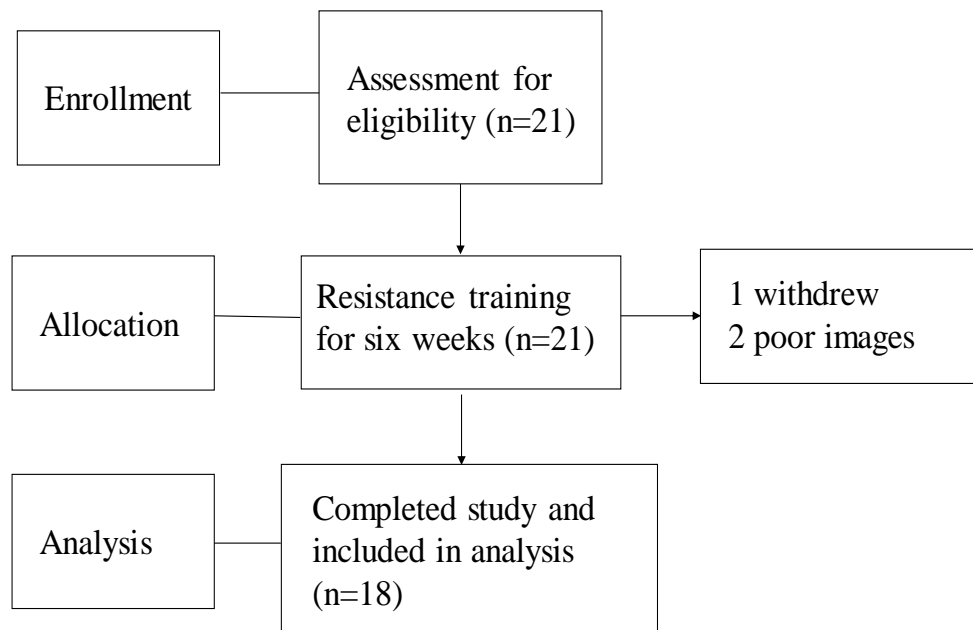 Enrollment
Assessment for
eligibility (n=21)
Allocation
Resistance training
for six weeks (n=21)
1 withdrew
2 poor images
Analysis
Completed study and
included in analysis
(n=18)